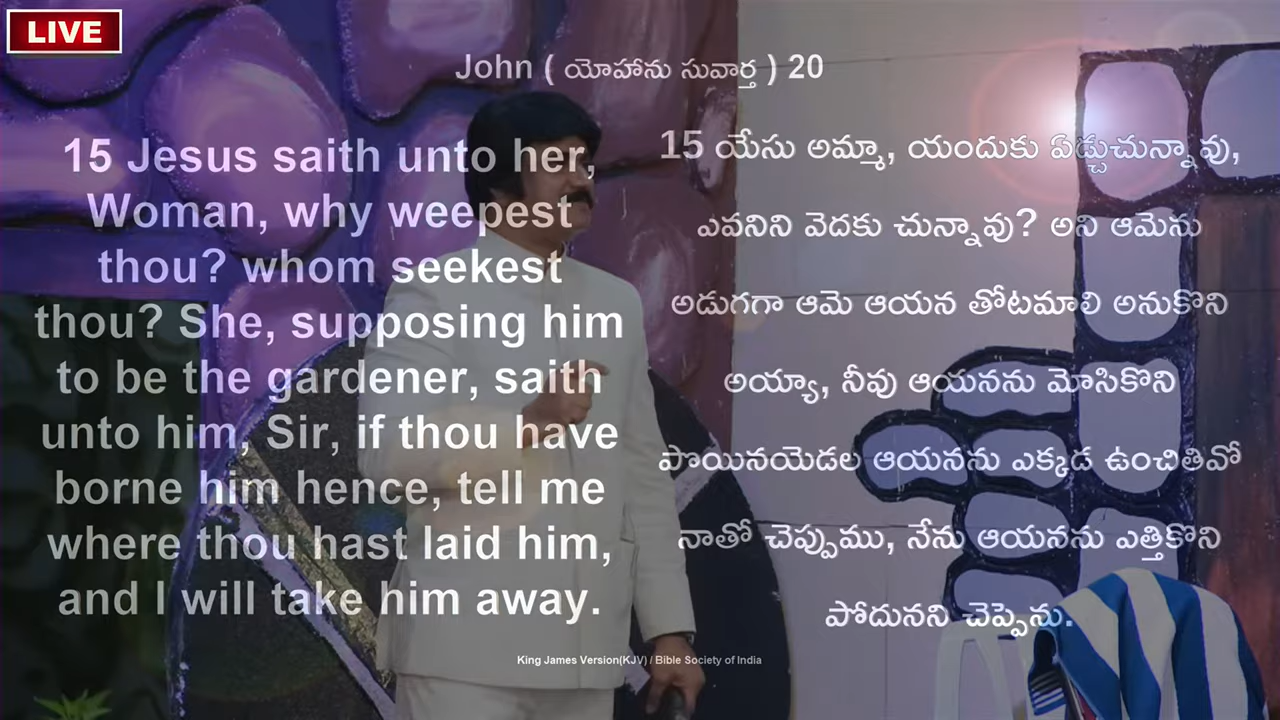 LIVE
John ( యోహాను సువార్త ) 20
15 Jesus saith unto her,
Woman, why weepest
thou? whom seekest
thou? She, supposing him
to be the gardener, saith
unto him, Sir, if thou have
borne him hence, tell me
where thou hast laid him,
and I will take him away.
15 యేసు అమ్మా, యందుకు ఏడ్చుచున్నావు,
ఎవనిని వెదకు చున్నావు? అని ఆమెను
అడుగగా ఆమె ఆయన తోటమాలి అనుకొని
అయ్యా, నీవు ఆయనను మోసికొని
పొయినయెడల ఆయనను ఎక్కడ ఉంచితివో
నాతో చెప్పుము, నేను ఆయనను ఎత్తికొని
పోదునని చెప్పెను.
King James Version(KJV) / Bible Society of India